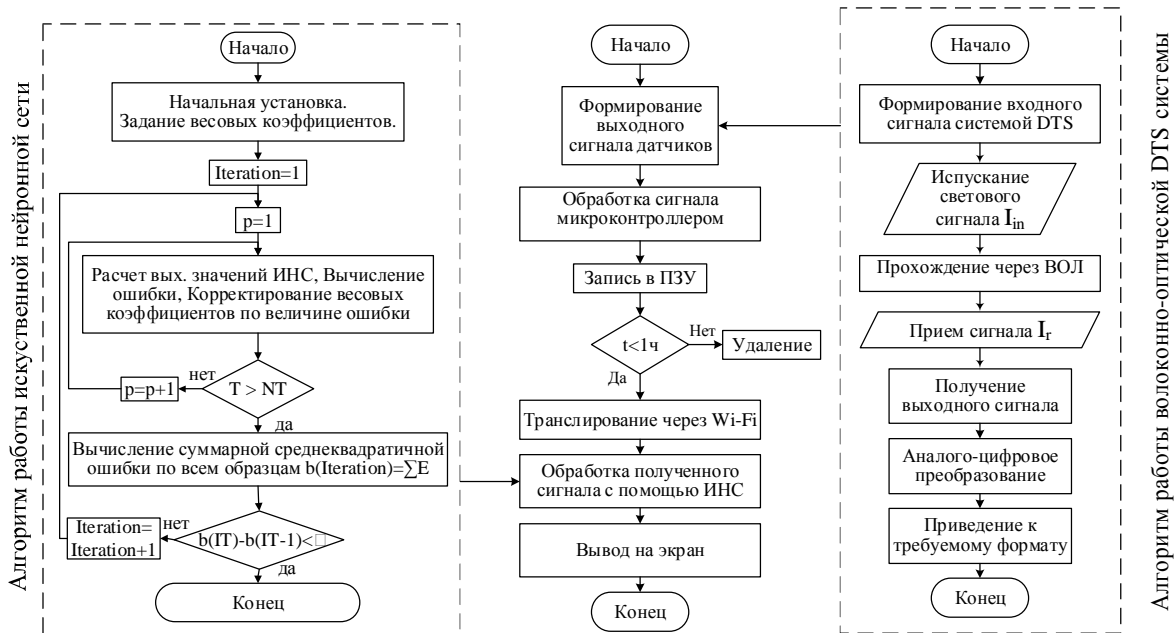 Алгоритм работы искуственной нейронной сети
Начало
Начальная установка.
Задание весовых коэффициентов.
Iteration=1
p=1
Расчет вых. значений ИНС, Вычисление
ошибки, Корректирование весовых
коэффициентов по величине ошибки
T > NT
нет
p=p+1
да
Вычисление суммарной среднеквадратичной
ошибки по всем образцам b(Iteration)=∑E
b(IT)-b(IT-1)<□
нет
Iteration=
Iteration+1
да
Конец
Начало
Формирование
выходного
сигнала датчиков
Обработка сигнала
микроконтроллером
Запись в ПЗУ
t<1ч
Нет
Удаление
Да
Транслирование через Wi-Fi
Обработка полученного
сигнала с помощью ИНС
Вывод на экран
Конец
Начало
Формирование входного
сигнала системой DTS
Испускание
светового
сигнала I_in
Прохождение через ВОЛ
Прием сигнала I_r
Получение
выходного сигнала
Аналого-цифровое
преобразование
Приведение к
требуемому формату
Конец
Алгоритм работы волоконно-оптической DTS системы